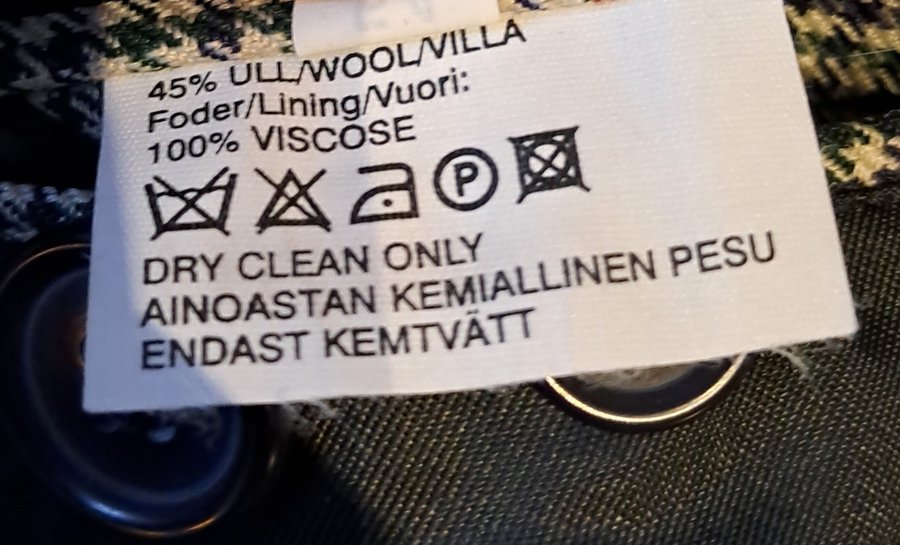 45% ULL/WOOL/VILLA
Foder/Lining/Vuori:
100% VISCOSE
P
DRY CLEAN ONLY
AINOASTAN KEMIALLINEN PESU
ENDAST KEMTVÄTT